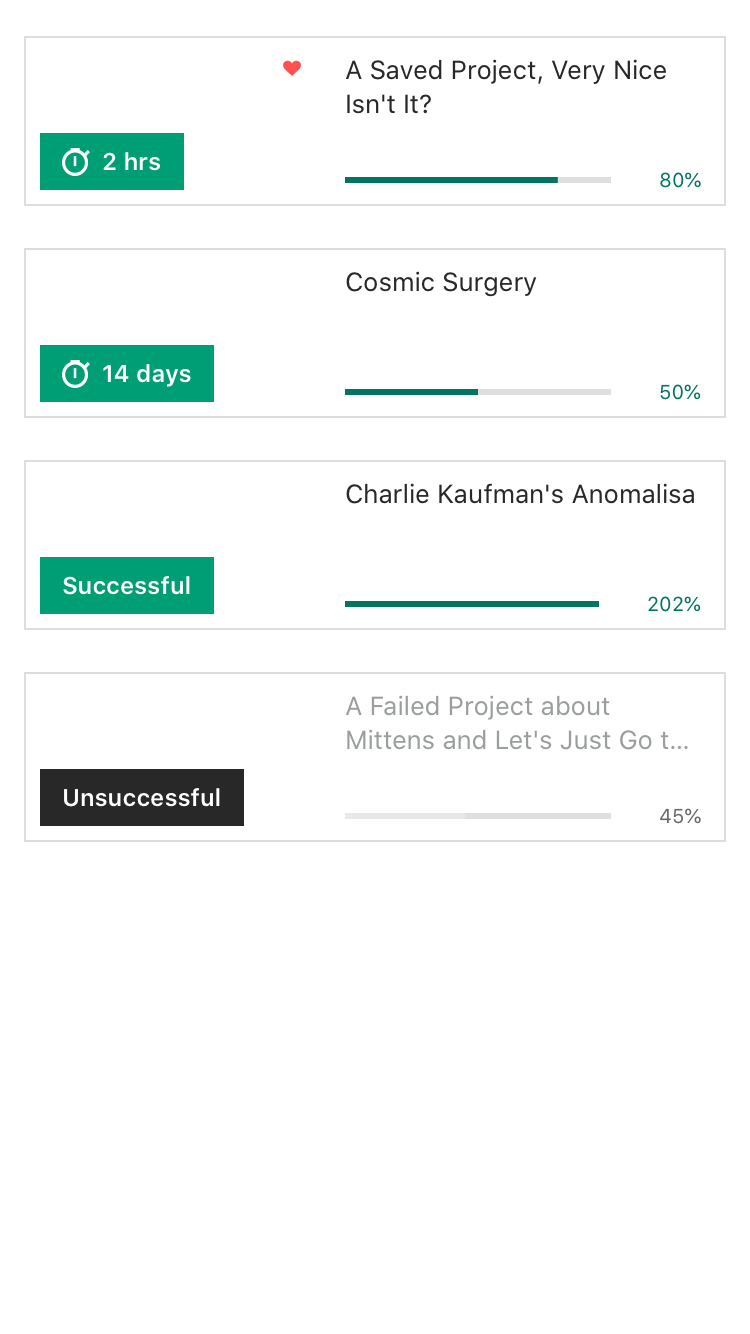 A Saved Project, Very Nice
Isn't It?
2 hrs
80%
Cosmic Surgery
14 days
50%
Charlie Kaufman's Anomalisa
Successful
202%
A Failed Project about
Mittens and Let's Just Go t...
Unsuccessful
45%